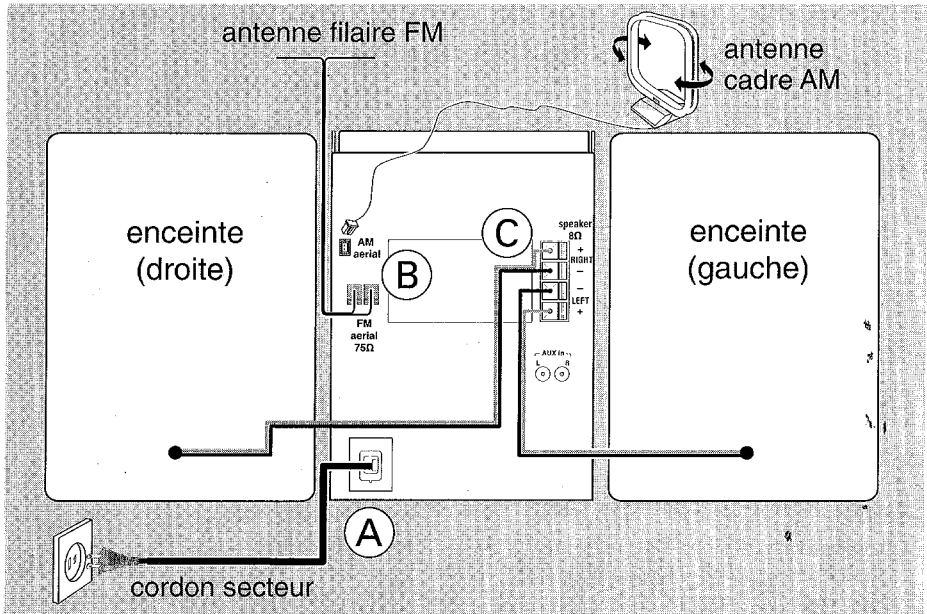 antenne filaire FM
antenne
cadre AM
enceinte
(droite)
AM
aerial
B
FM
aerial
75Ω
C
speaker
8Ω
+
RIGHT
−
−
LEFT
+
AUX in
L R
enceinte
(gauche)
A
cordon secteur